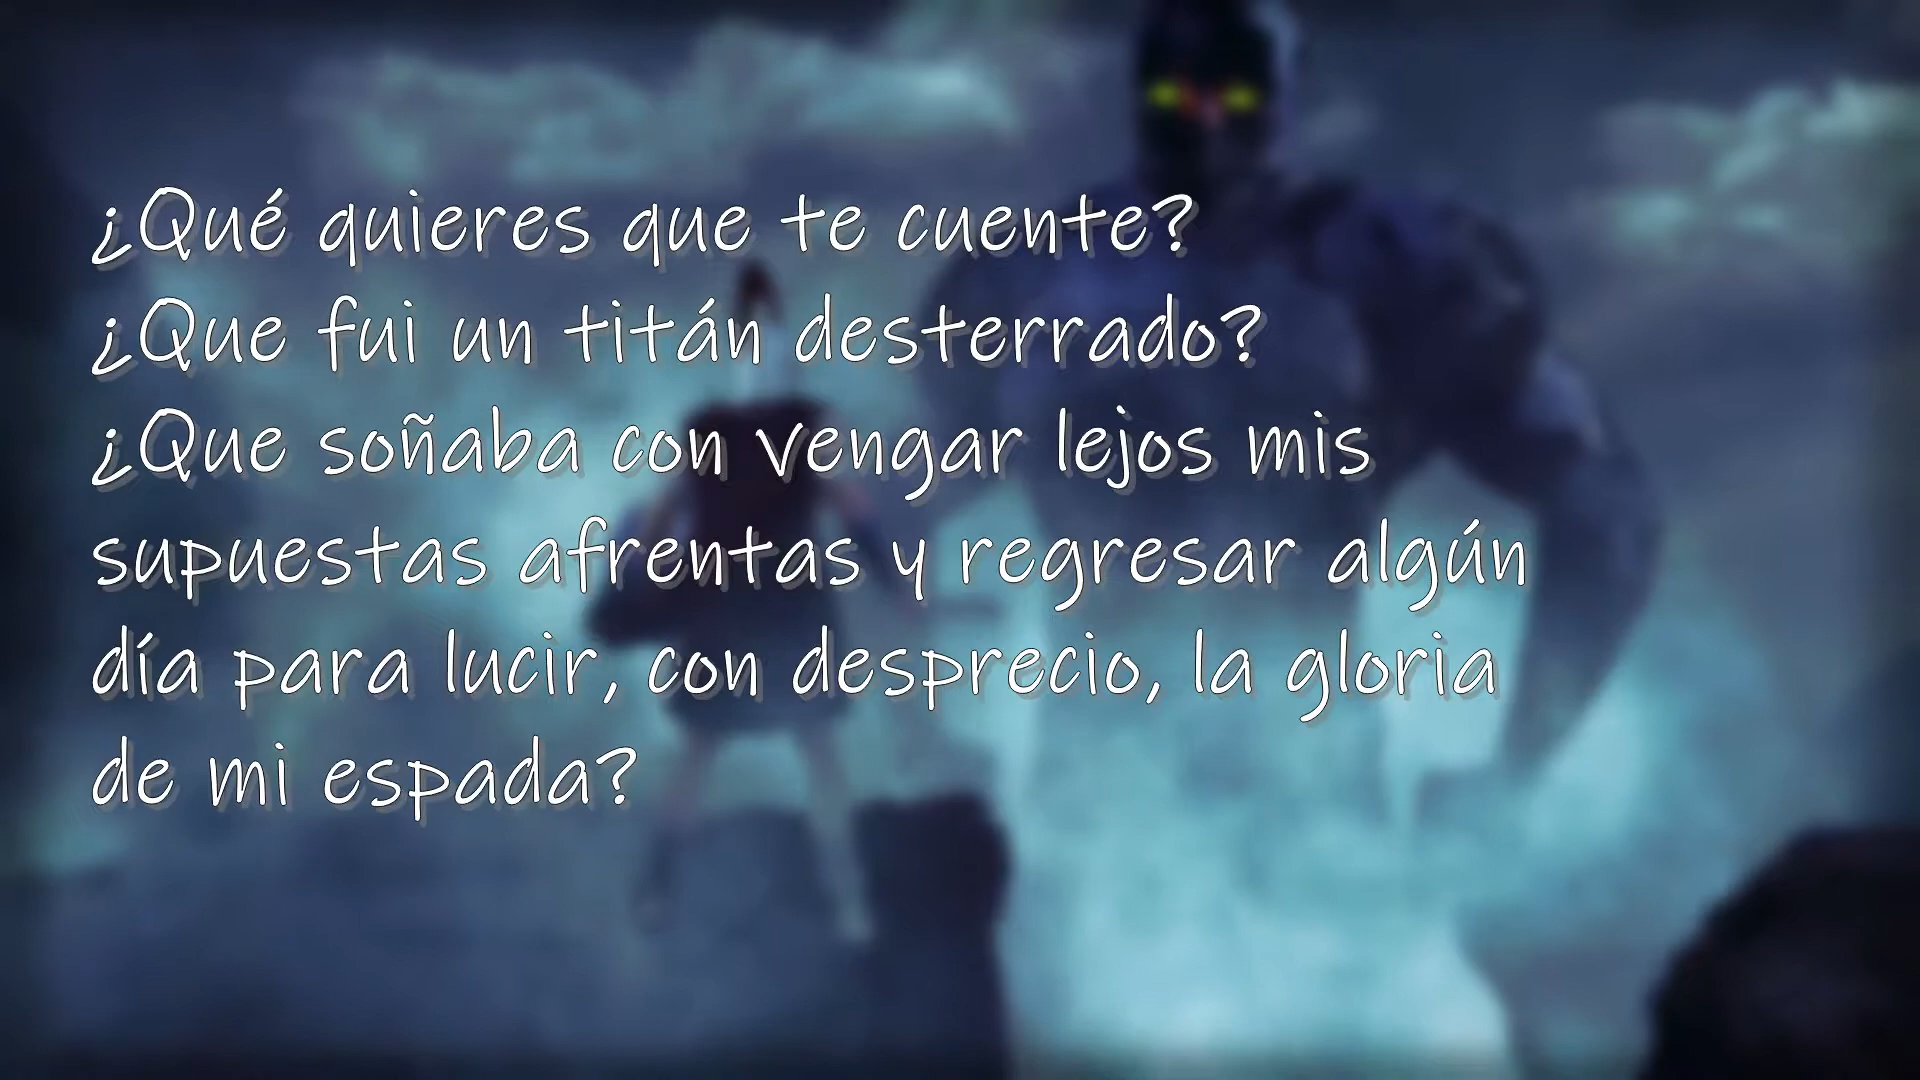 ¿Qué quieres que te cuente?
¿Que fui un titán desterrado?
¿Que soñaba con vengar lejos mis
supuestas afrentas y regresar algún
día para lucir, con desprecio, la gloria
de mi espada?